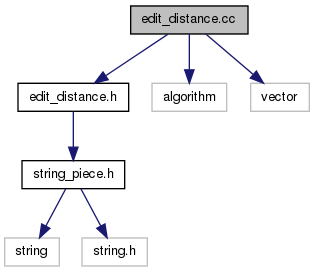 edit_distance.cc
edit_distance.h
algorithm
vector
string_piece.h
string
string.h